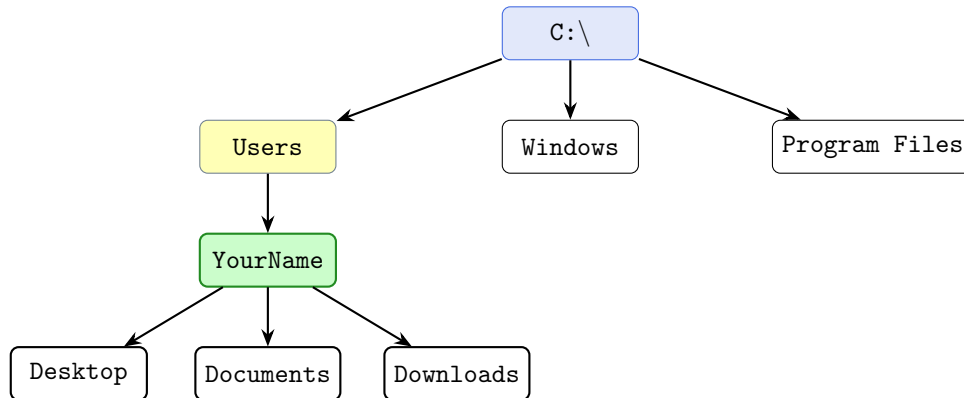 C:\
Users
Windows
Program Files
YourName
Desktop
Documents
Downloads